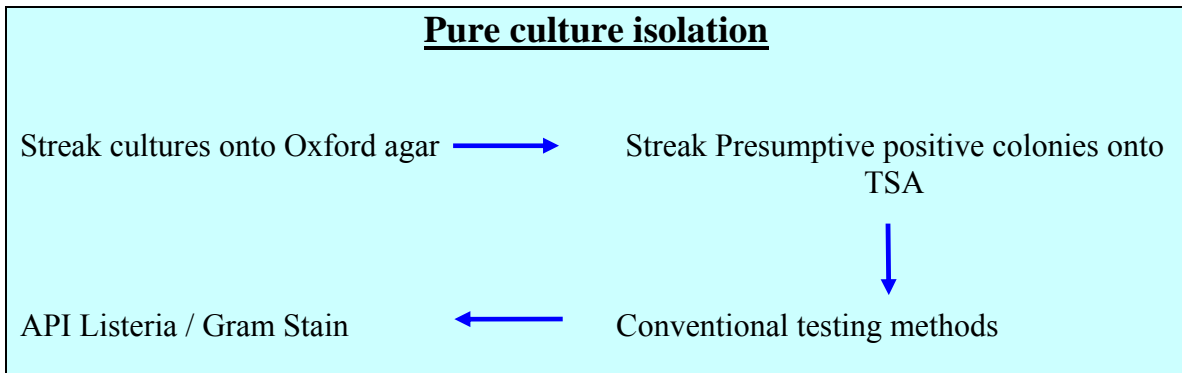 Pure culture isolation
Streak cultures onto Oxford agar
Streak Presumptive positive colonies onto
TSA
Conventional testing methods
API Listeria / Gram Stain